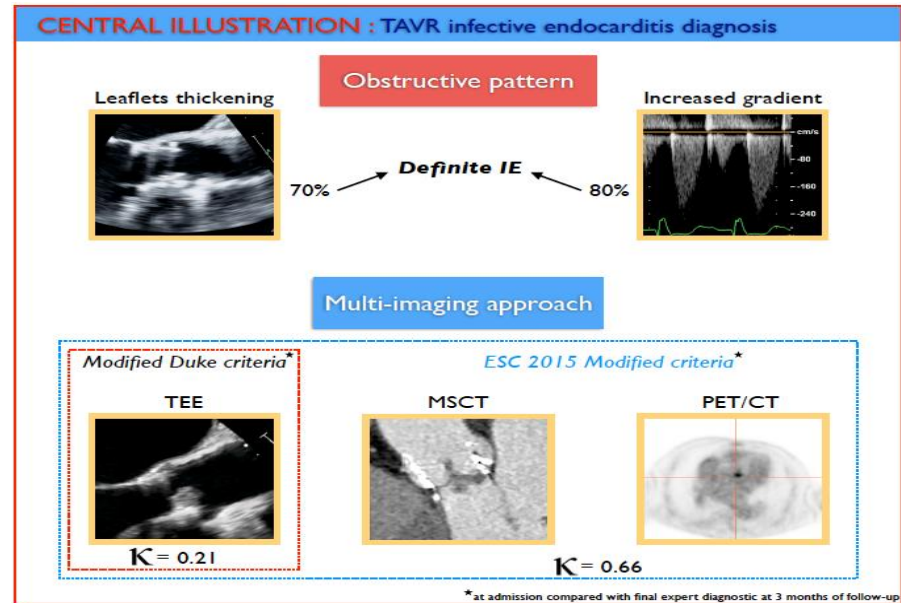 CENTRAL ILLUSTRATION : TAVR infective endocarditis diagnosis
Obstructive pattern
Leaflets thickening
Increased gradient
70%
Definite IE
80%
cm/s
-80
-160
-240
Multi-imaging approach
Modified Duke criteria★
ESC 2015 Modified criteria★
TEE
MSCT
PET/CT
K = 0.21
K = 0.66
★at admission compared with final expert diagnostic at 3 months of follow-up